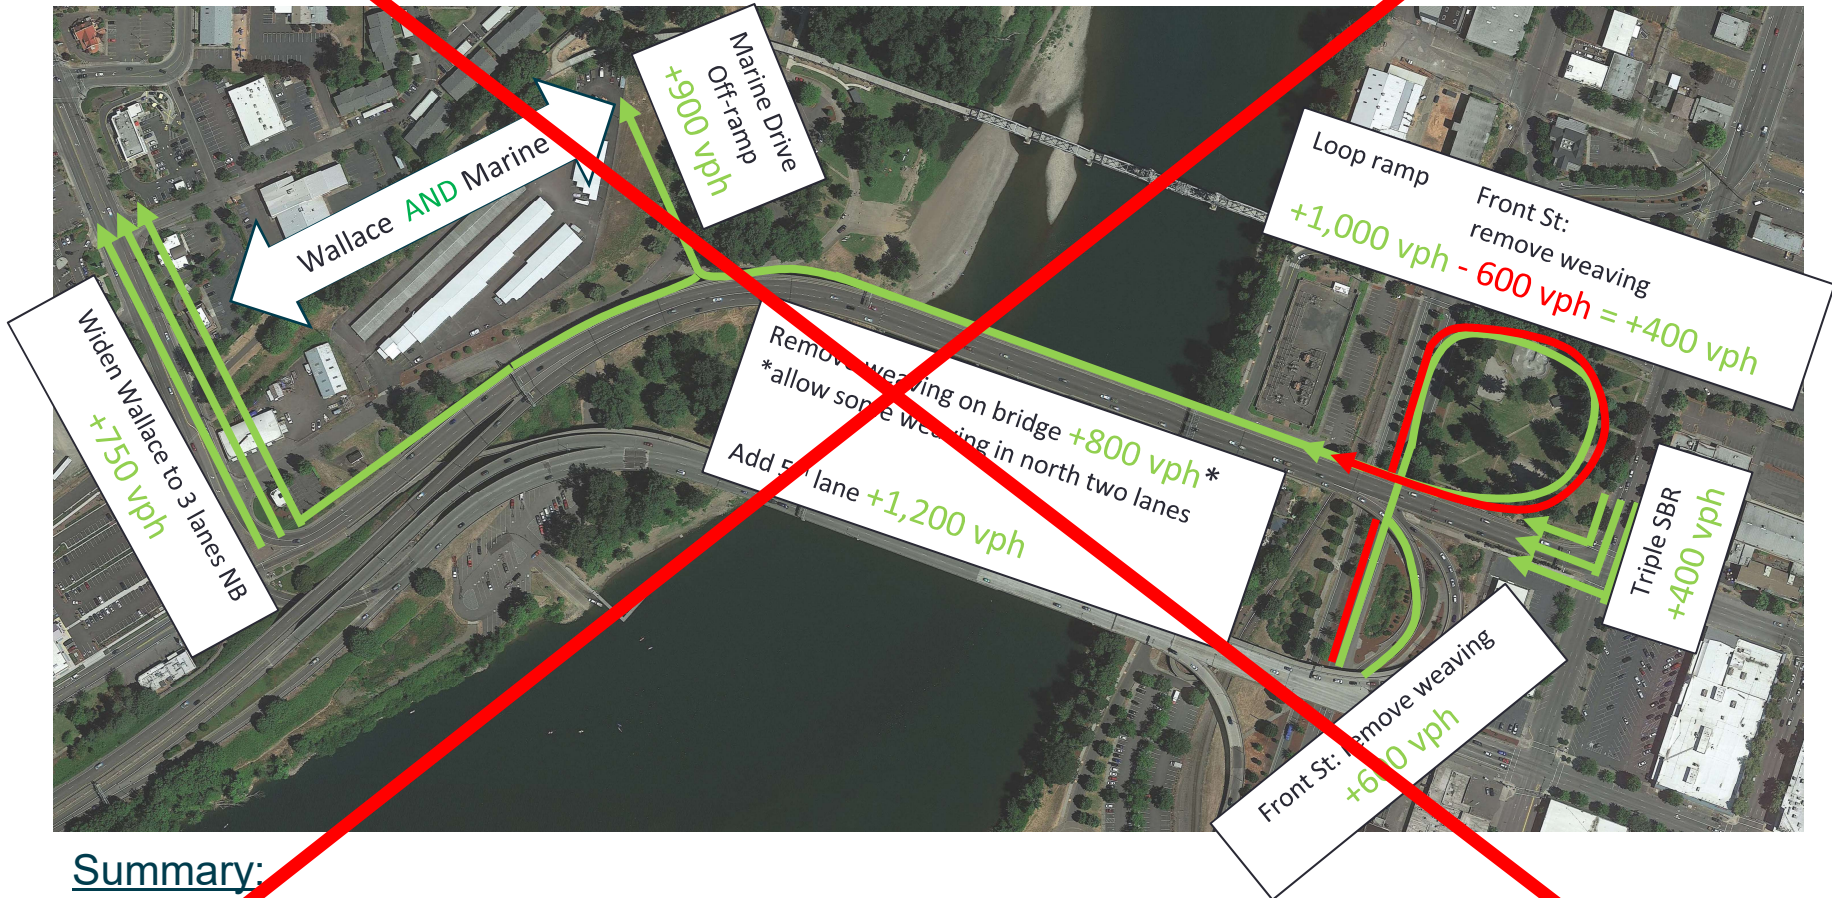 Marine Drive
Off-ramp
+900 vph
Wallace AND Marine
Loop ramp
Front St:
remove weaving
+1,000 vph - 600 vph = +400 vph
Widen Wallace to 3 lanes NB
+750 vph
Remove weaving on bridge +800 vph*
*allow some weaving in north two lanes
Add 5th lane +1,200 vph
Triple SBR
+400 vph
Front St: remove weaving
+600 vph
Summary: